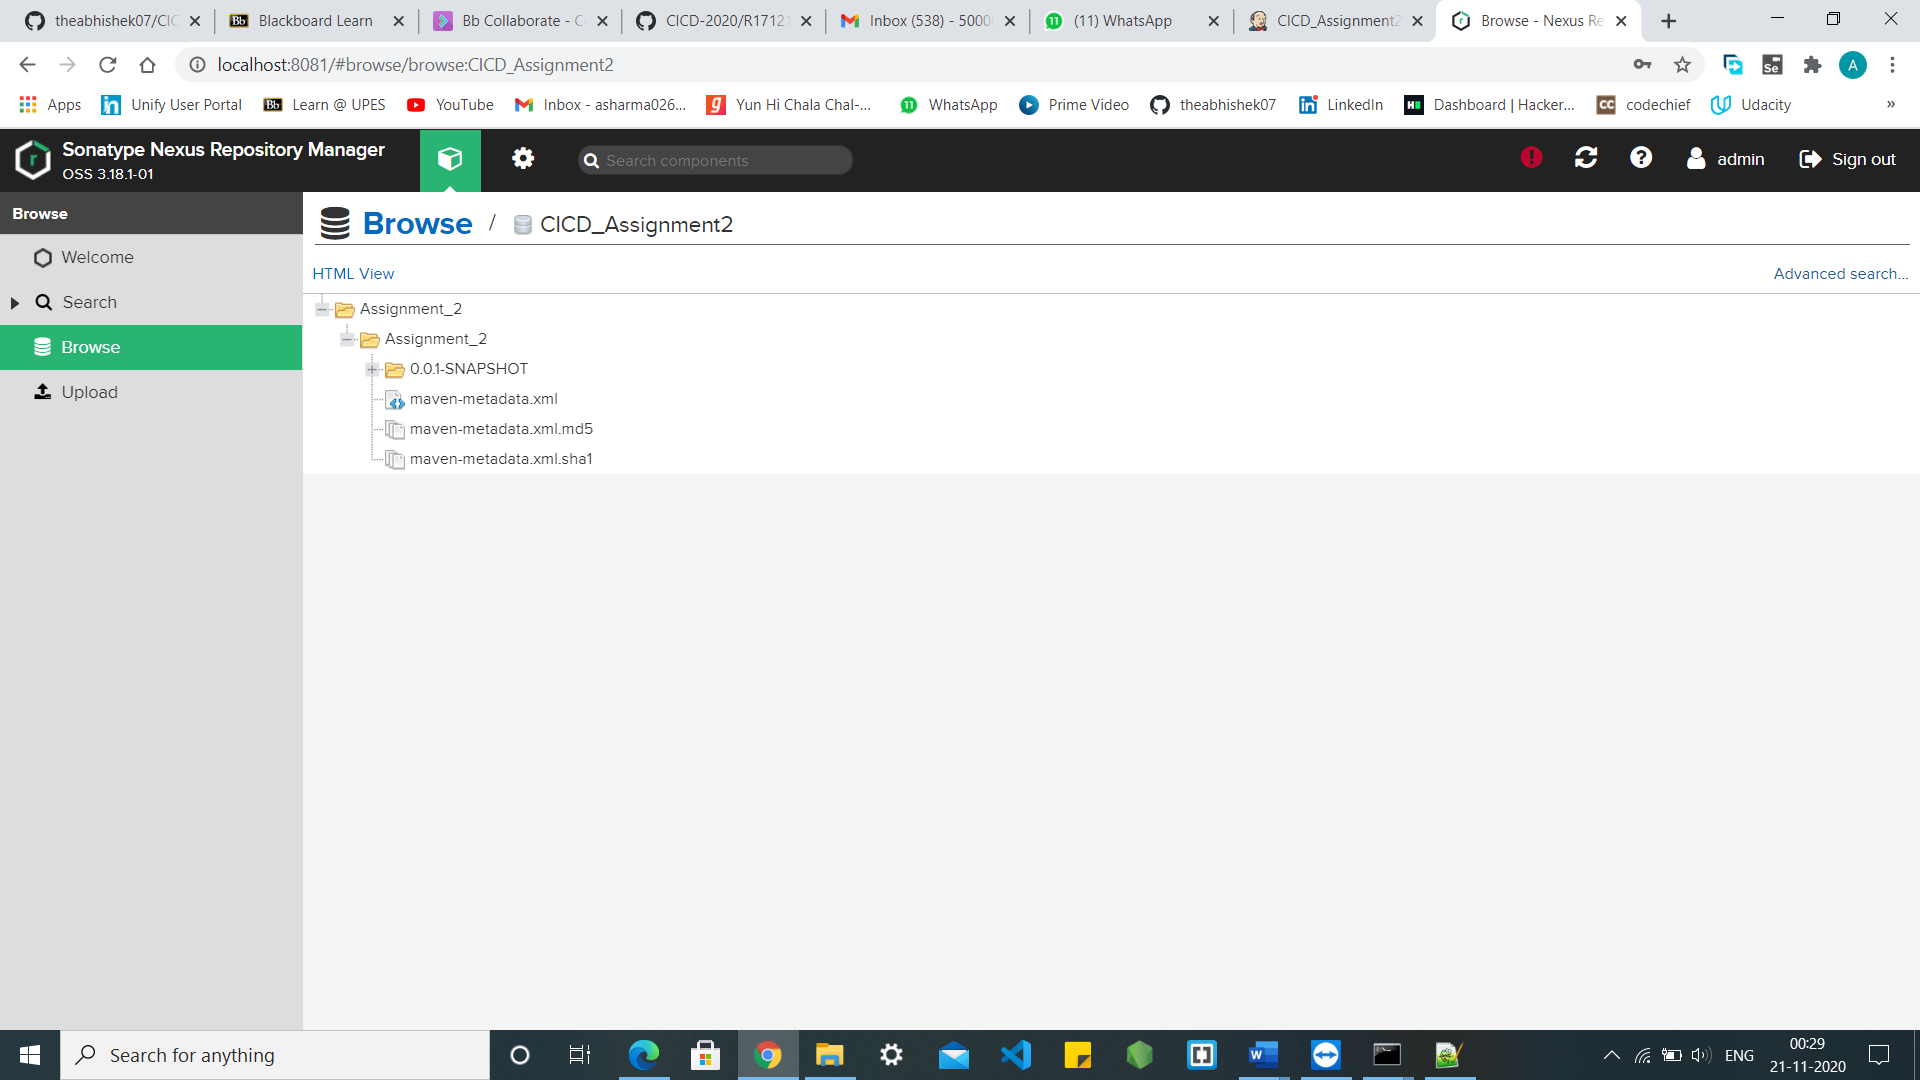 theabhishek07/CIC
Blackboard Learn
Bb Collaborate - C
CICD-2020/R17121
Inbox (538) - 5000
(11) WhatsApp
CICD_Assignment2
Browse - Nexus Re
localhost:8081/#browse/browse:CICD_Assignment2
Apps
Unify User Portal
Learn @ UPES
YouTube
Inbox - asharma026...
Yun Hi Chala Chal-...
WhatsApp
Prime Video
theabhishek07
LinkedIn
Dashboard | Hacker...
codechief
Udacity
»
Sonatype Nexus Repository Manager
OSS 3.18.1-01
Search components
admin
Sign out
Browse
Welcome
Search
Browse
Upload
Browse / CICD_Assignment2
HTML View
Advanced search...
Assignment_2
Assignment_2
0.0.1-SNAPSHOT
maven-metadata.xml
maven-metadata.xml.md5
maven-metadata.xml.sha1
Search for anything
ENG
00:29
21-11-2020